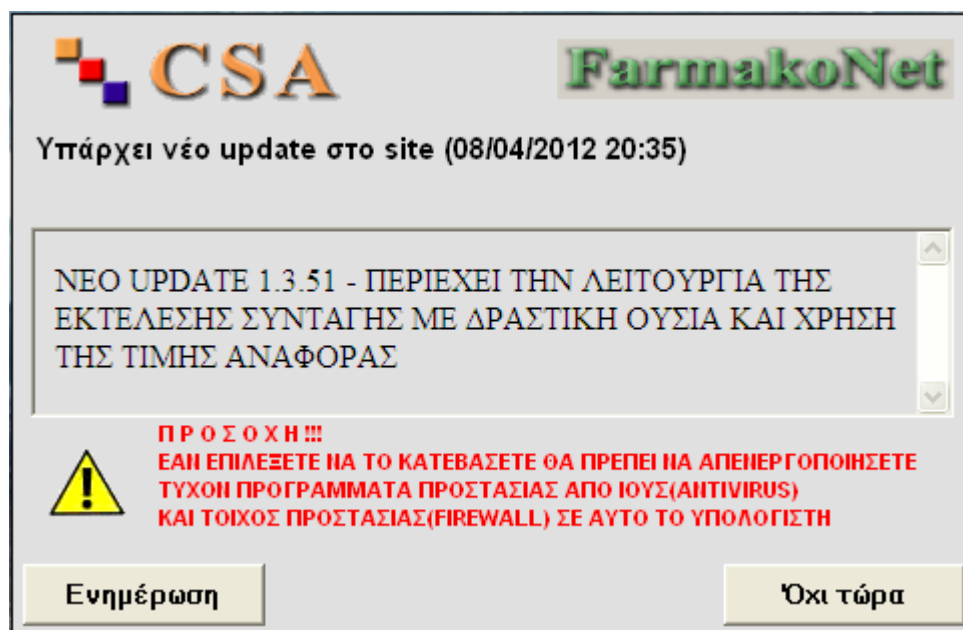 CSA
FarmakoNet
Υπάρχει νέο update στο site (08/04/2012 20:35)
ΝΕΟ UPDATE 1.3.51 - ΠΕΡΙΕΧΕΙ ΤΗΝ ΛΕΙΤΟΥΡΓΙΑ ΤΗΣ
ΕΚΤΕΛΕΣΗΣ ΣΥΝΤΑΓΗΣ ΜΕ ΔΡΑΣΤΙΚΗ ΟΥΣΙΑ ΚΑΙ ΧΡΗΣΗ
ΤΗΣ ΤΙΜΗΣ ΑΝΑΦΟΡΑΣ
Π Ρ Ο Σ Ο Χ Η !!!
ΕΑΝ ΕΠΙΛΕΞΕΤΕ ΝΑ ΤΟ ΚΑΤΕΒΑΣΕΤΕ ΘΑ ΠΡΕΠΕΙ ΝΑ ΑΠΕΝΕΡΓΟΠΟΙΗΣΕΤΕ
ΤΥΧΟΝ ΠΡΟΓΡΑΜΜΑΤΑ ΠΡΟΣΤΑΣΙΑΣ ΑΠΟ ΙΟΥΣ(ANTIVIRUS)
ΚΑΙ ΤΟΙΧΟΣ ΠΡΟΣΤΑΣΙΑΣ(FIREWALL) ΣΕ ΑΥΤΟ ΤΟ ΥΠΟΛΟΓΙΣΤΗ
Ενημέρωση
Όχι τώρα